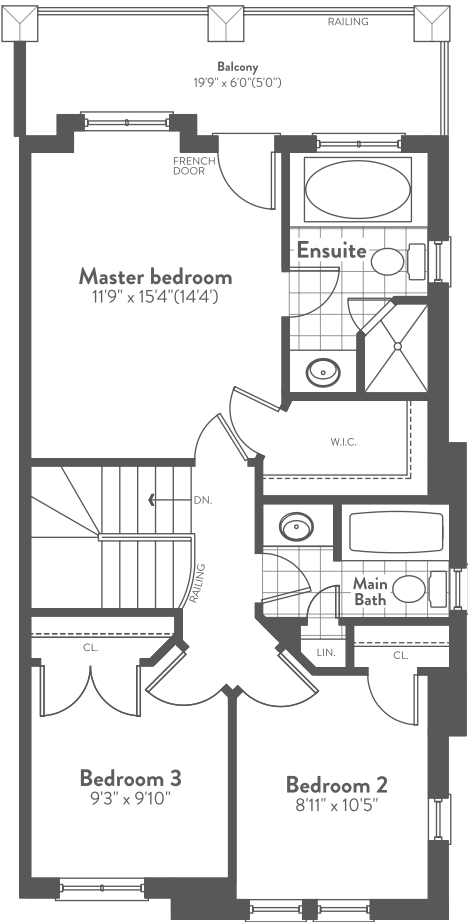 RAILING
Balcony
19'9" x 6'0"(5'0")
FRENCH
DOOR
Ensuite
Master bedroom
11'9" x 15'4"(14'4')
W.I.C.
DN.
RAILING
Main
Bath
CL.
LIN.
CL.
Bedroom 3
9'3" x 9'10"
Bedroom 2
8'11" x 10'5"